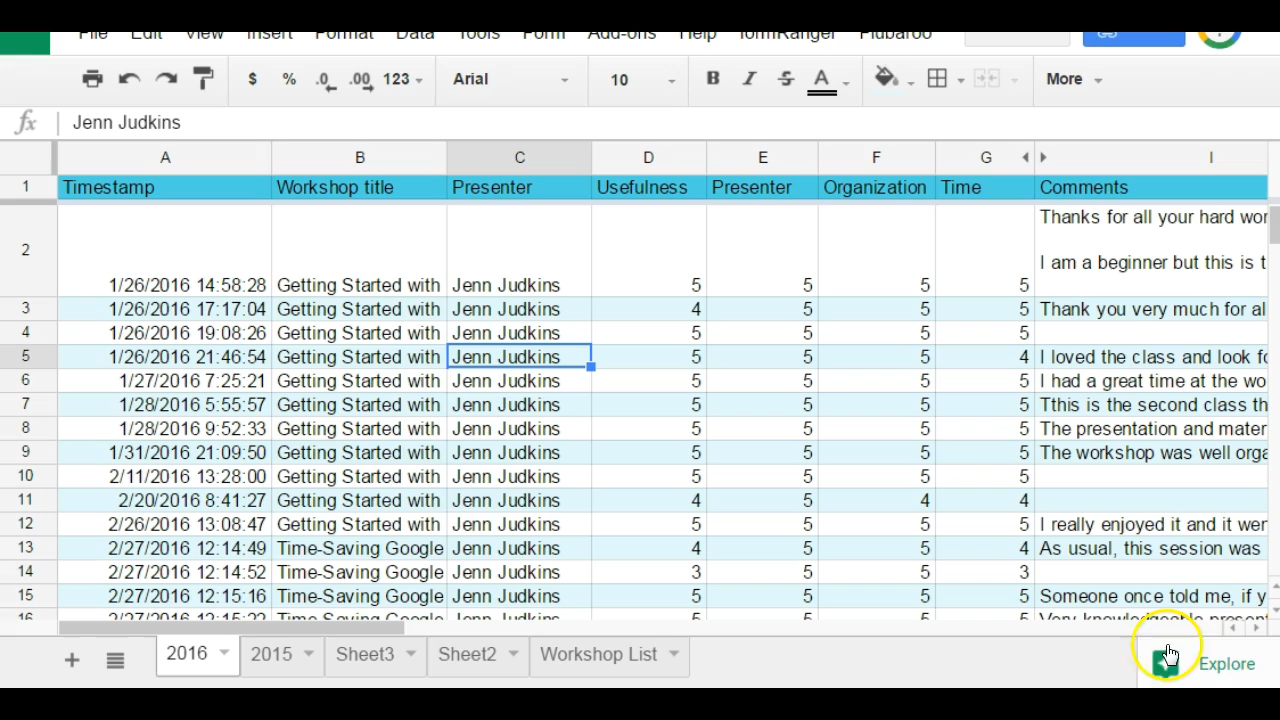 File Edit View Insert Format Data Tools Form Add-ons Help formRanger Flubaroo
$ % .0 .00 123 Arial 10 B I S A More
fx Jenn Judkins
A B C D E F G I
1 Timestamp Workshop title Presenter Usefulness Presenter Organization Time Comments
Thanks for all your hard wor
2
I am a beginner but this is t
1/26/2016 14:58:28 Getting Started with Jenn Judkins 5 5 5 5
3 1/26/2016 17:17:04 Getting Started with Jenn Judkins 4 5 5 5 Thank you very much for al
4 1/26/2016 19:08:26 Getting Started with Jenn Judkins 5 5 5 5
5 1/26/2016 21:46:54 Getting Started with Jenn Judkins 5 5 5 4 I loved the class and look fo
6 1/27/2016 7:25:21 Getting Started with Jenn Judkins 5 5 5 5 I had a great time at the wo
7 1/28/2016 5:55:57 Getting Started with Jenn Judkins 5 5 5 5 Tthis is the second class th
8 1/28/2016 9:52:33 Getting Started with Jenn Judkins 5 5 5 5 The presentation and mater
9 1/31/2016 21:09:50 Getting Started with Jenn Judkins 5 5 5 5 The workshop was well orga
10 2/11/2016 13:28:00 Getting Started with Jenn Judkins 5 5 5 5
11 2/20/2016 8:41:27 Getting Started with Jenn Judkins 4 5 4 4
12 2/26/2016 13:08:47 Getting Started with Jenn Judkins 5 5 5 5 I really enjoyed it and it wer
13 2/27/2016 12:14:49 Time-Saving Google Jenn Judkins 4 5 5 4 As usual, this session was
14 2/27/2016 12:14:52 Time-Saving Google Jenn Judkins 3 5 5 3
15 2/27/2016 12:15:16 Time-Saving Google Jenn Judkins 5 5 5 5 Someone once told me, if y
16 2/27/2016 12:15:22 Time-Saving Google Jenn Judkins 5 5 5 5 Very knowledgeable present
2016 2015 Sheet3 Sheet2 Workshop List Explore